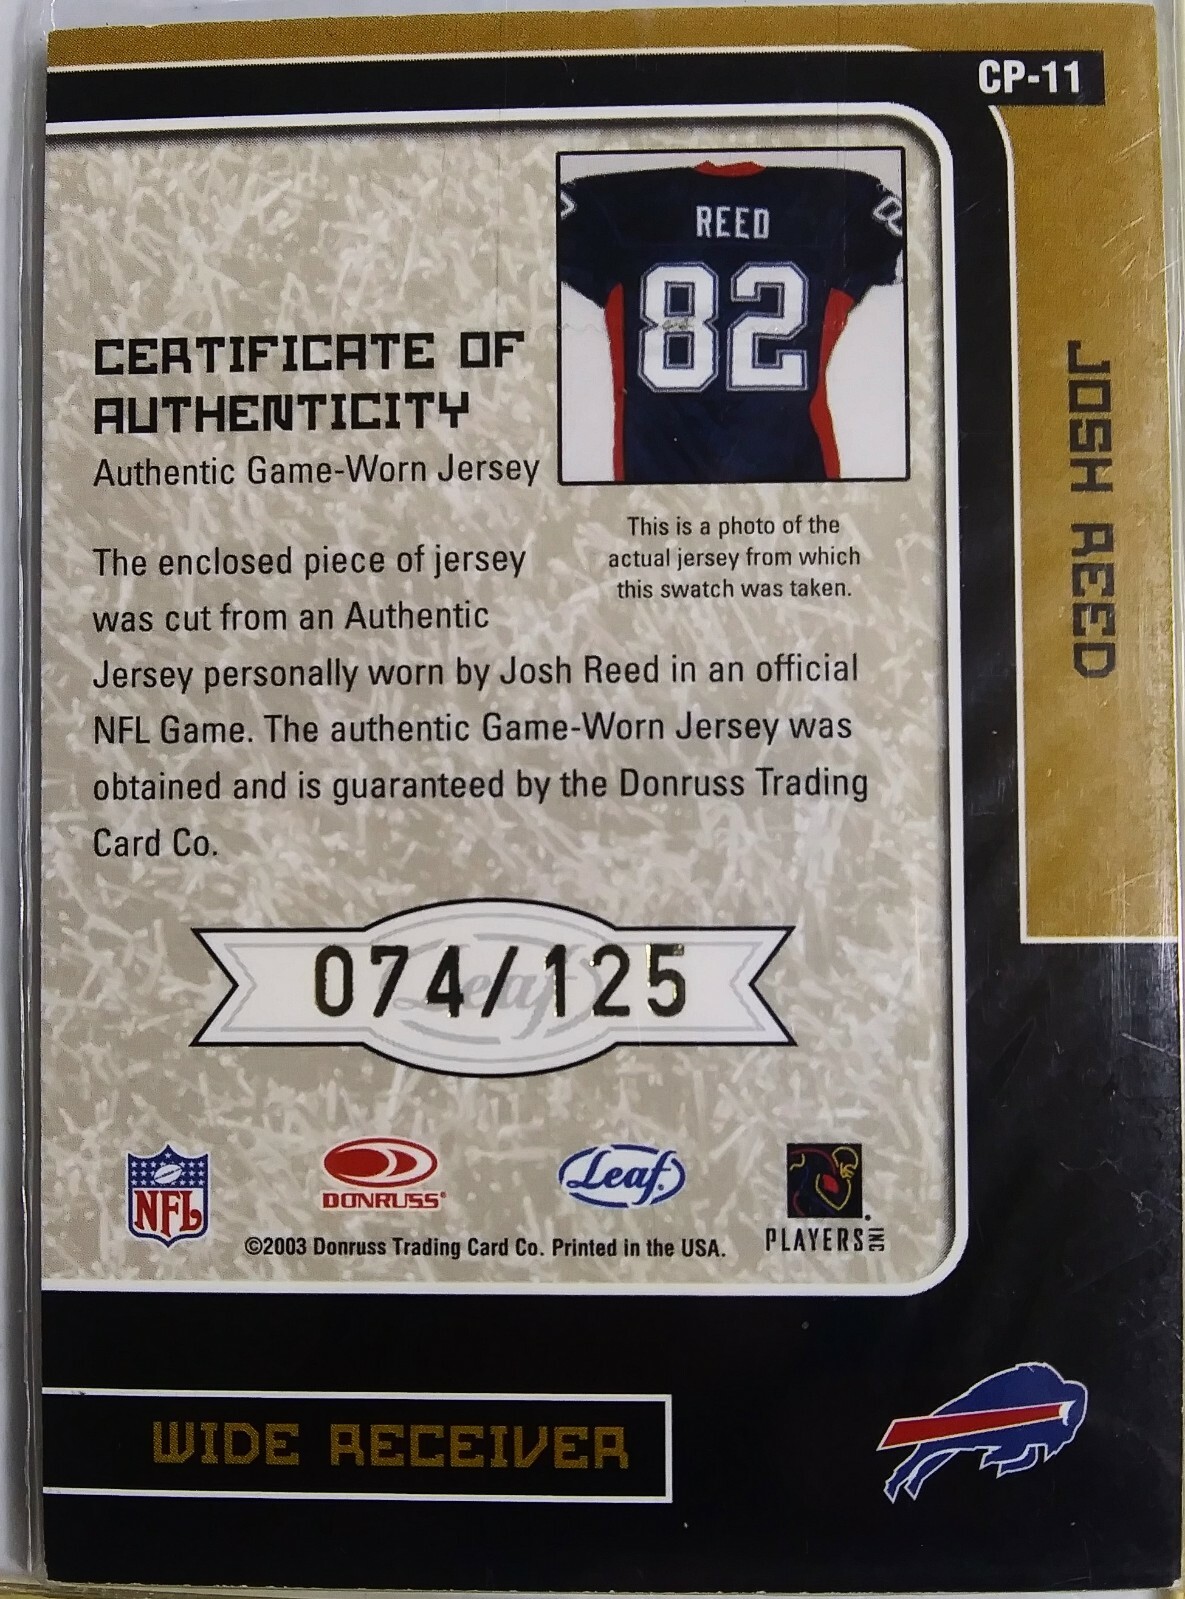 CP-11
REED
82
JOSH REED
CERTIFICATE OF
AUTHENTICITY
Authentic Game-Worn Jersey
This is a photo of the
actual jersey from which
this swatch was taken.
The enclosed piece of jersey
was cut from an Authentic
Jersey personally worn by Josh Reed in an official
NFL Game. The authentic Game-Worn Jersey was
obtained and is guaranteed by the Donruss Trading
Card Co.
Leaf
074/125
NFL
DONRUSS®
Leaf.
PLAYERS INC
©2003 Donruss Trading Card Co. Printed in the USA.
WIDE RECEIVER